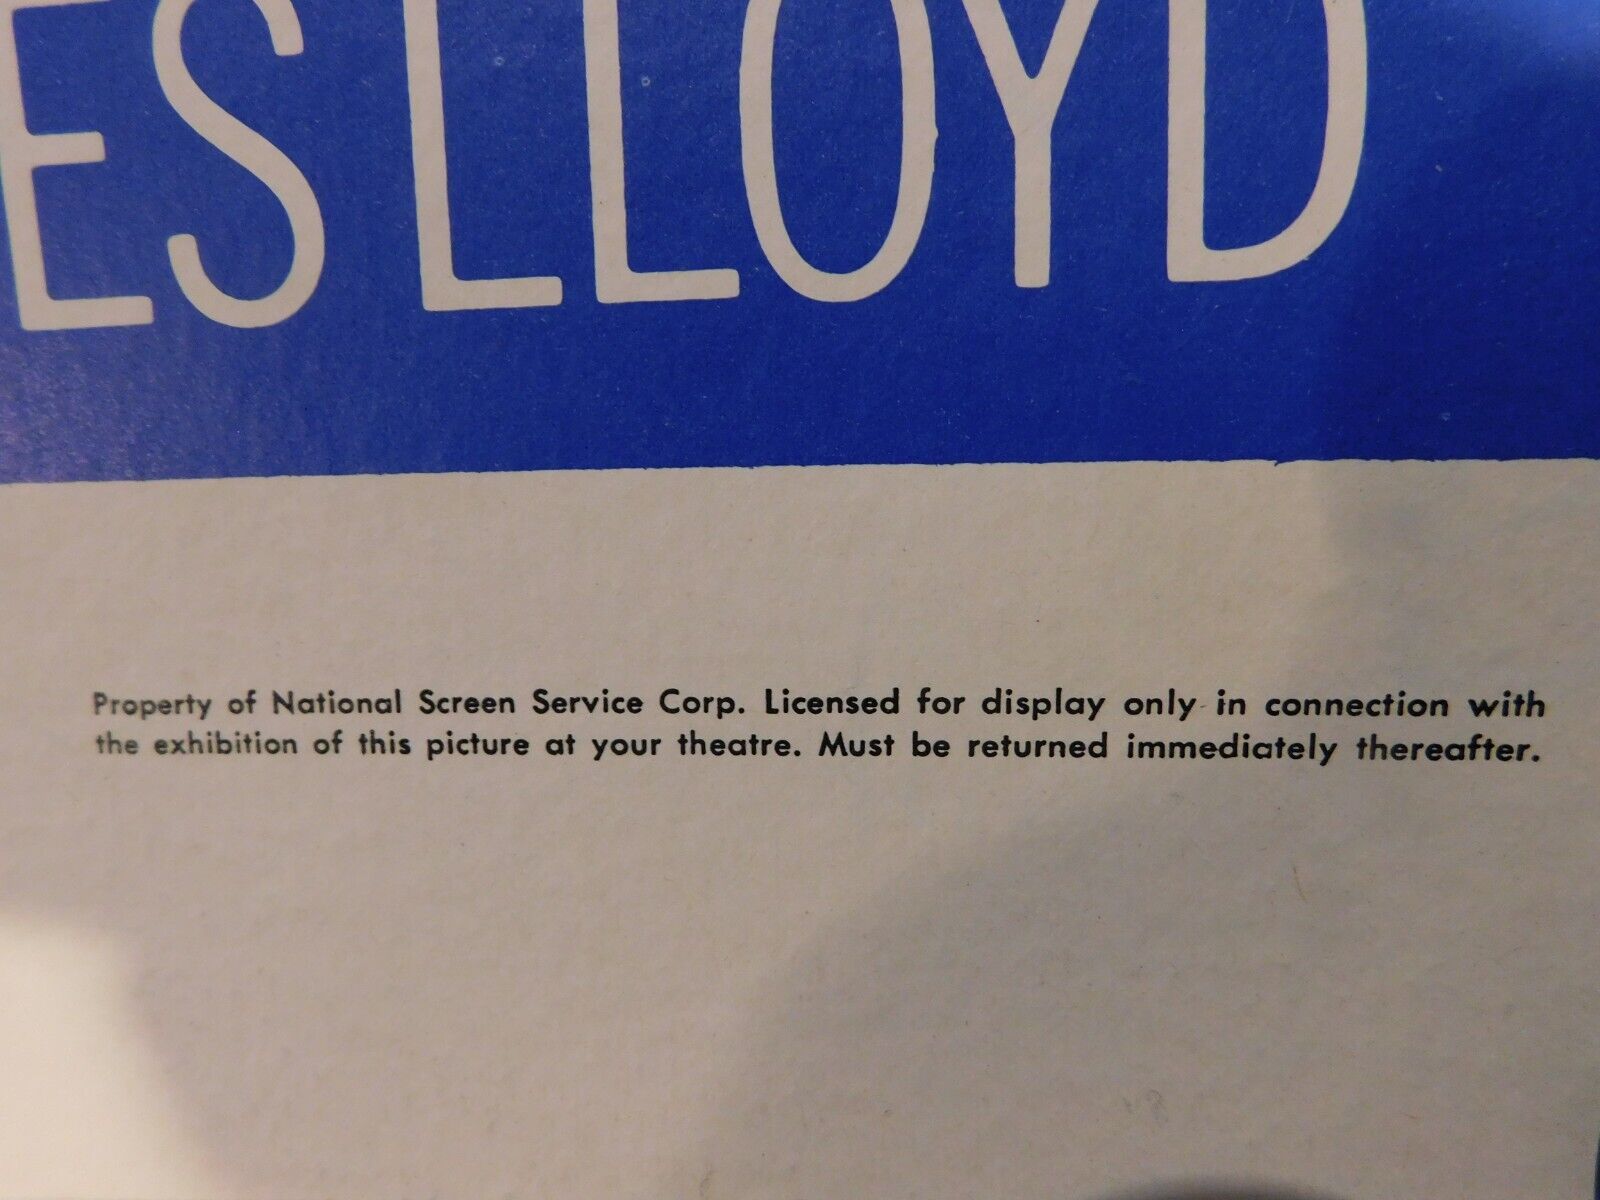 ES LLOYD
Property of National Screen Service Corp. Licensed for display only in connection with
the exhibition of this picture at your theatre. Must be returned immediately thereafter.